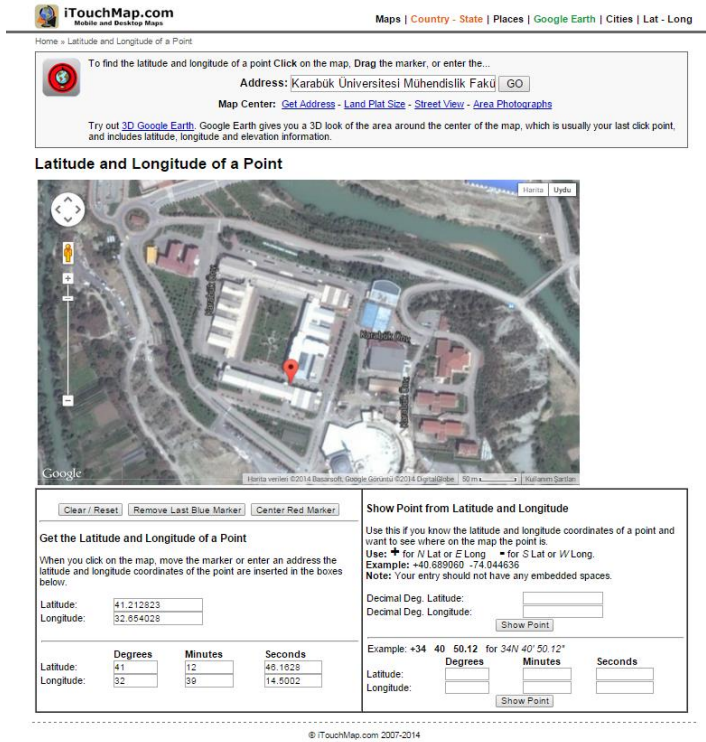 iTouchMap.com
Mobile and Desktop Maps
Maps | Country - State | Places | Google Earth | Cities | Lat - Long
Home » Latitude and Longitude of a Point
To find the latitude and longitude of a point Click on the map, Drag the marker, or enter the...
Address: Karabük Üniversitesi Mühendislik Fakü GO
Map Center: Get Address - Land Plat Size - Street View - Area Photographs
Try out 3D Google Earth. Google Earth gives you a 3D look of the area around the center of the map, which is usually your last click point,
and includes latitude, longitude and elevation information.
Latitude and Longitude of a Point
Harita Uydu
Karabük Ünv.
Karabük Ünv.
Karabük Ünv.
Google
Harita verileri ©2014 Basarsoft, Google Görüntü ©2014 DigitalGlobe 50 m Kullanım Şartları
Clear / Reset Remove Last Blue Marker Center Red Marker
Get the Latitude and Longitude of a Point
When you click on the map, move the marker or enter an address the
latitude and longitude coordinates of the point are inserted in the boxes
below.
Latitude: 41.212823
Longitude: 32.654028
Degrees Minutes Seconds
Latitude: 41 12 46.1628
Longitude: 32 39 14.5002
Show Point from Latitude and Longitude
Use this if you know the latitude and longitude coordinates of a point and
want to see where on the map the point is.
Use: + for N Lat or E Long - for S Lat or W Long.
Example: +40.689060 -74.044636
Note: Your entry should not have any embedded spaces.
Decimal Deg. Latitude:
Decimal Deg. Longitude:
Show Point
Example: +34 40 50.12 for 34N 40' 50.12"
Degrees Minutes Seconds
Latitude:
Longitude:
Show Point
© iTouchMap.com 2007-2014